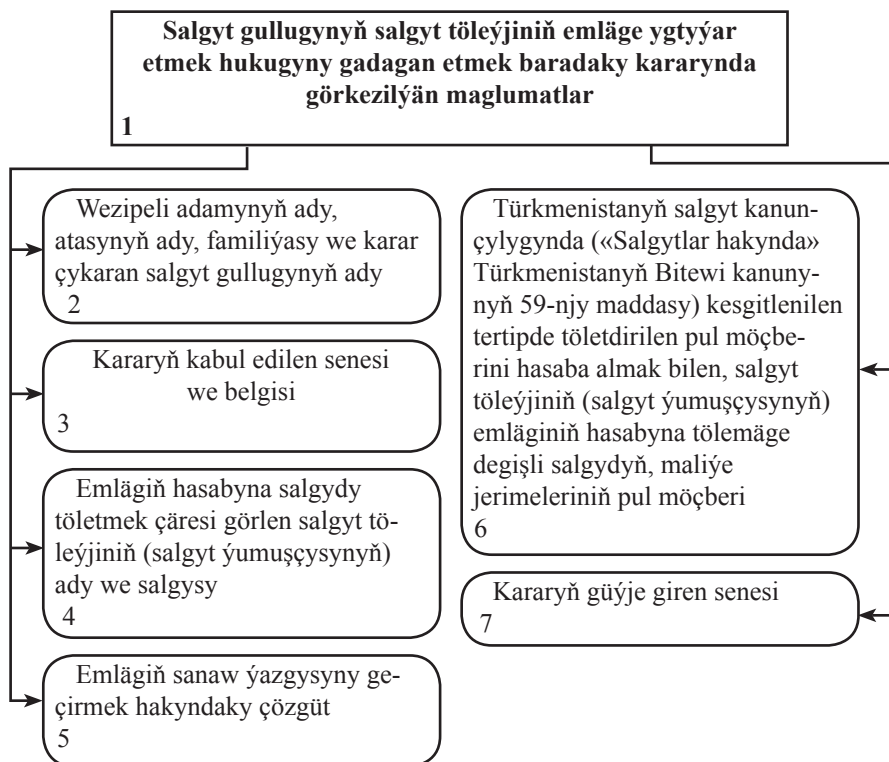 Salgyt gullugynyň salgyt töleýjiniň emläge ygtyýar
etmek hukugyny gadagan etmek baradaky kararynda
görkezilýän maglumatlar
1
Wezipeli adamynyň ady,
atasynyň ady, familiýasy we karar
çykaran salgyt gullugynyň ady
2
Kararyň kabul edilen senesi
we belgisi
3
Emlägiň hasabyna salgydy
töletmek çäresi görlen salgyt tö-
leýjiniň (salgyt ýumuşçysynyň)
ady we salgysy
4
Emlägiň sanaw ýazgysyny ge-
çirmek hakyndaky çözgüt
5
Türkmenistanyň salgyt kanun-
çylygynda («Salgytlar hakynda»
Türkmenistanyň Bitewi kanuny-
nyň 59-njy maddasy) kesgitlenilen
tertipde töletdirilen pul möçbe-
rini hasaba almak bilen, salgyt
töleýjiniň (salgyt ýumuşçysynyň)
emläginiň hasabyna tölemäge
degişli salgydyň, maliýe
jerimeleriniň pul möçberi
6
Kararyň güýje giren senesi
7